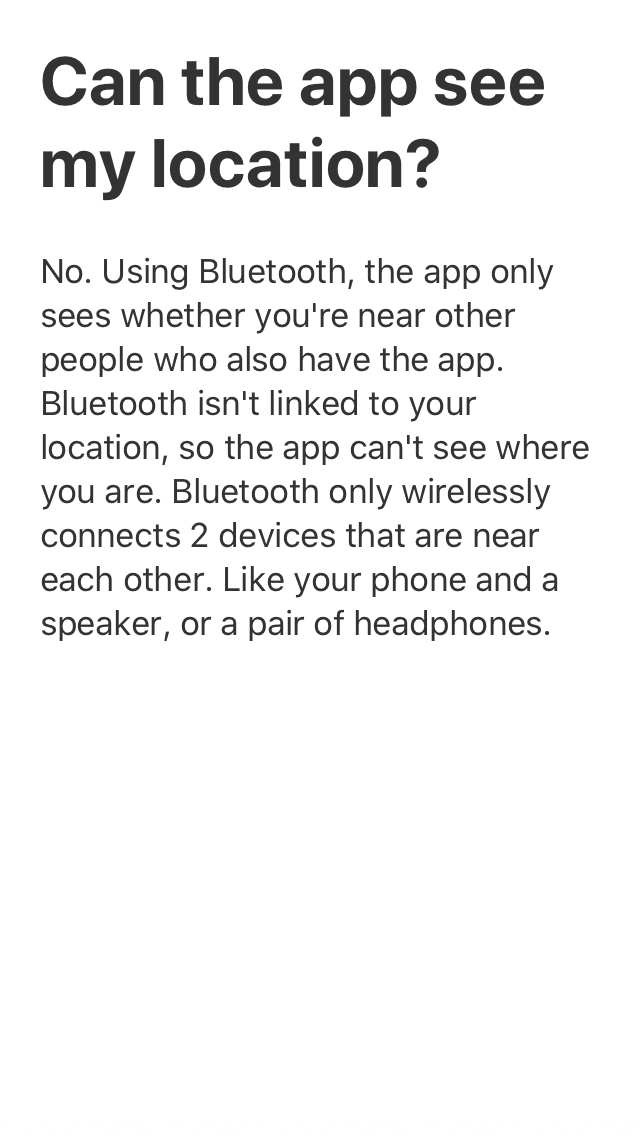 Can the app see
my location?
No. Using Bluetooth, the app only
sees whether you're near other
people who also have the app.
Bluetooth isn't linked to your
location, so the app can't see where
you are. Bluetooth only wirelessly
connects 2 devices that are near
each other. Like your phone and a
speaker, or a pair of headphones.